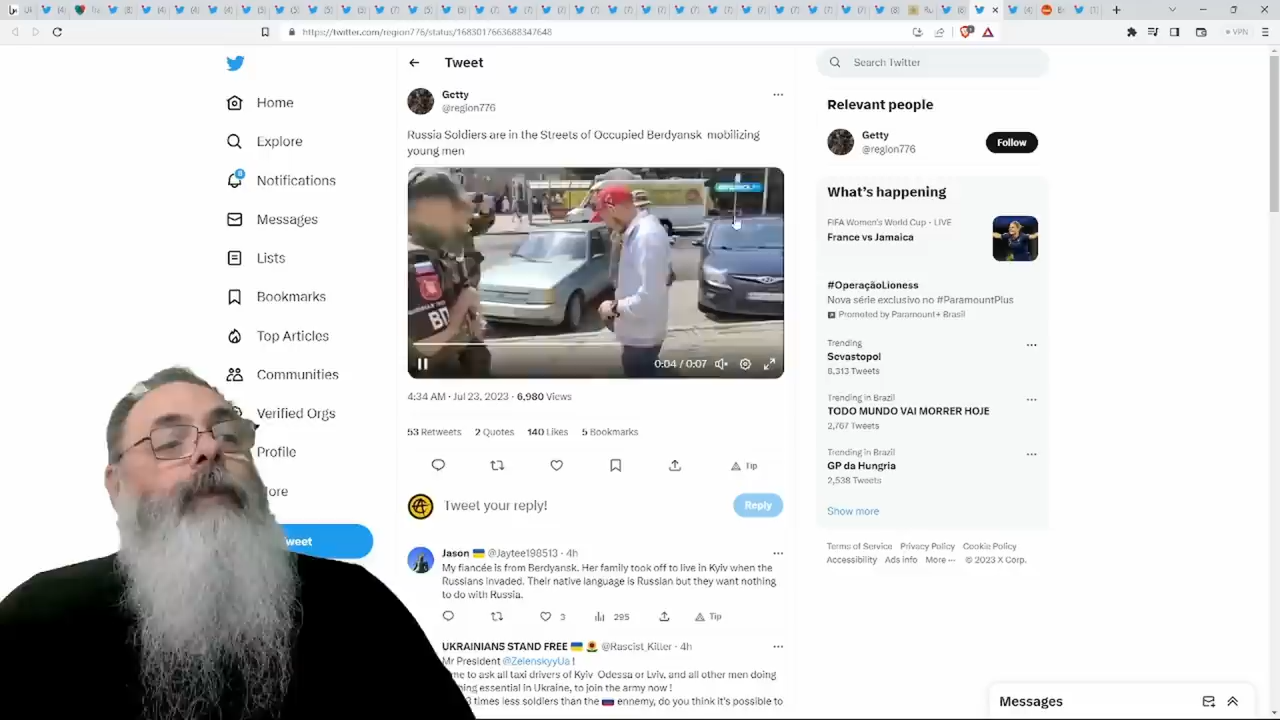 https://twitter.com/region776/status/1683017663688347648
VPN
Home
Explore
Notifications
Messages
Lists
Bookmarks
Top Articles
Communities
Verified Orgs
Profile
Tweet
Getty
@region776
Russia Soldiers are in the Streets of Occupied Berdyansk mobilizing
young men
0:04 / 0:07
4:34 AM · Jul 23, 2023 · 6,980 Views
53 Retweets 2 Quotes 140 Likes 5 Bookmarks
Tip
Tweet your reply!
Reply
Jason @Jaytee198513 · 4h
My fiancée is from Berdyansk. Her family took off to live in Kyiv when the
Russians invaded. Their native language is Russian but they want nothing
to do with Russia.
3 295 Tip
UKRAINIANS STAND FREE @Rascist_Killer · 4h
Mr President @ZelenskyyUa !
me to ask all taxi drivers of Kyiv Odessa or Lviv, and all other men doing
essential in Ukraine, to join the army now !
times less soldiers than the ennemy, do you think it's possible to
Search Twitter
Relevant people
Getty
@region776
Follow
What's happening
FIFA Women's World Cup · LIVE
France vs Jamaica
#OperaçãoLioness
Nova série exclusivo no #ParamountPlus
Promoted by Paramount+ Brasil
Trending
Sevastopol
8,313 Tweets
Trending in Brazil
TODO MUNDO VAI MORRER HOJE
2,767 Tweets
Trending in Brazil
GP da Hungria
2,538 Tweets
Show more
Terms of Service Privacy Policy Cookie Policy
Accessibility Ads info More ··· © 2023 X Corp.
Messages